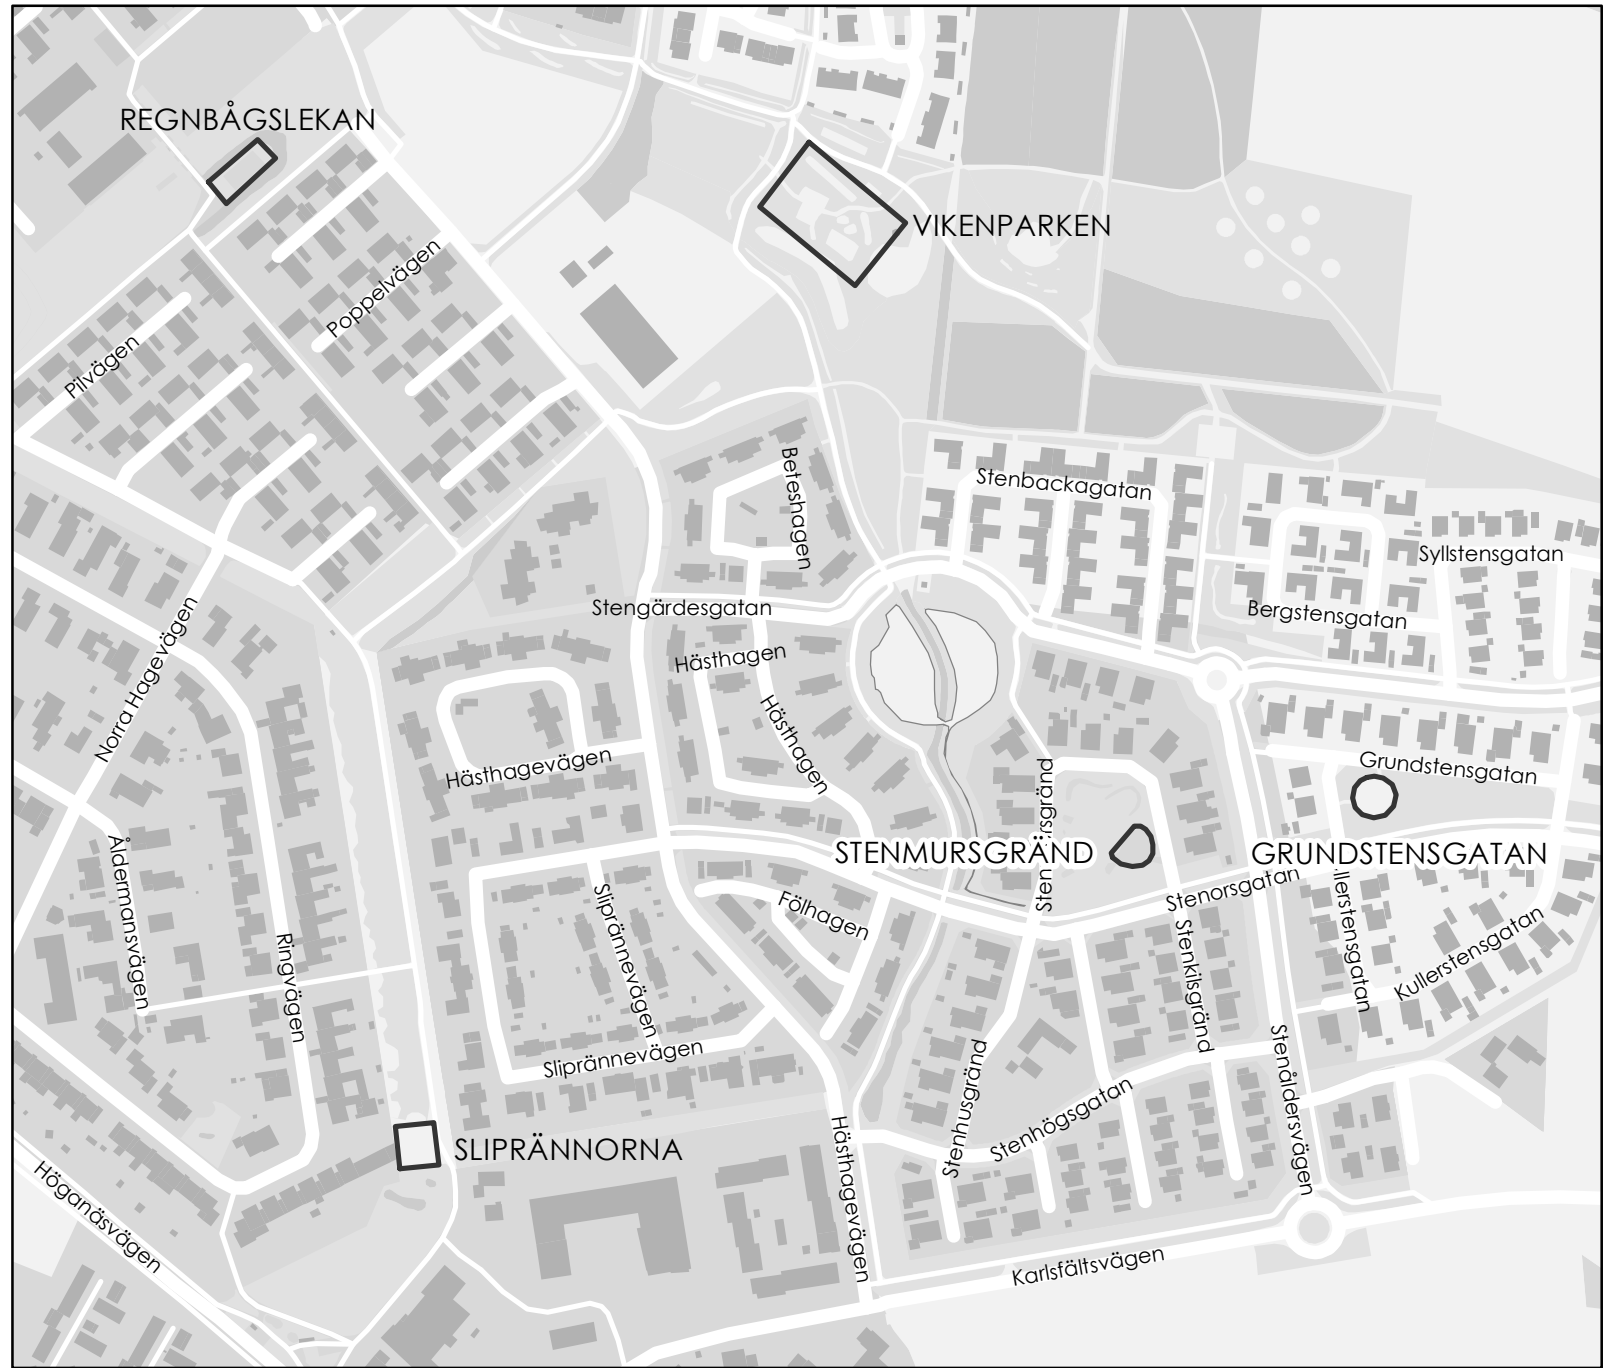 REGNBÅGSLEKAN
VIKENPARKEN
Poppelvägen
Pilvägen
Beteshagen
Stenbackagatan
Syllstensgatan
Stengärdesgatan
Bergstensgatan
Norra Hagevägen
Hästhagen
Hästhagen
Hästhagevägen
Grundstensgatan
STENMURSGRÄND
GRUNDSTENSGATAN
Åldermansvägen
Sliprännevägen
Fölhagen
Stenorsgatan
Ringvägen
Stenkilsgränd
Kullerstensgatan
Sliprännevägen
Stenhusgränd
Stenhögsgatan
Stenåldersvägen
SLIPRÄNNORNA
Hästhagevägen
Höganäsvägen
Karlsfältsvägen